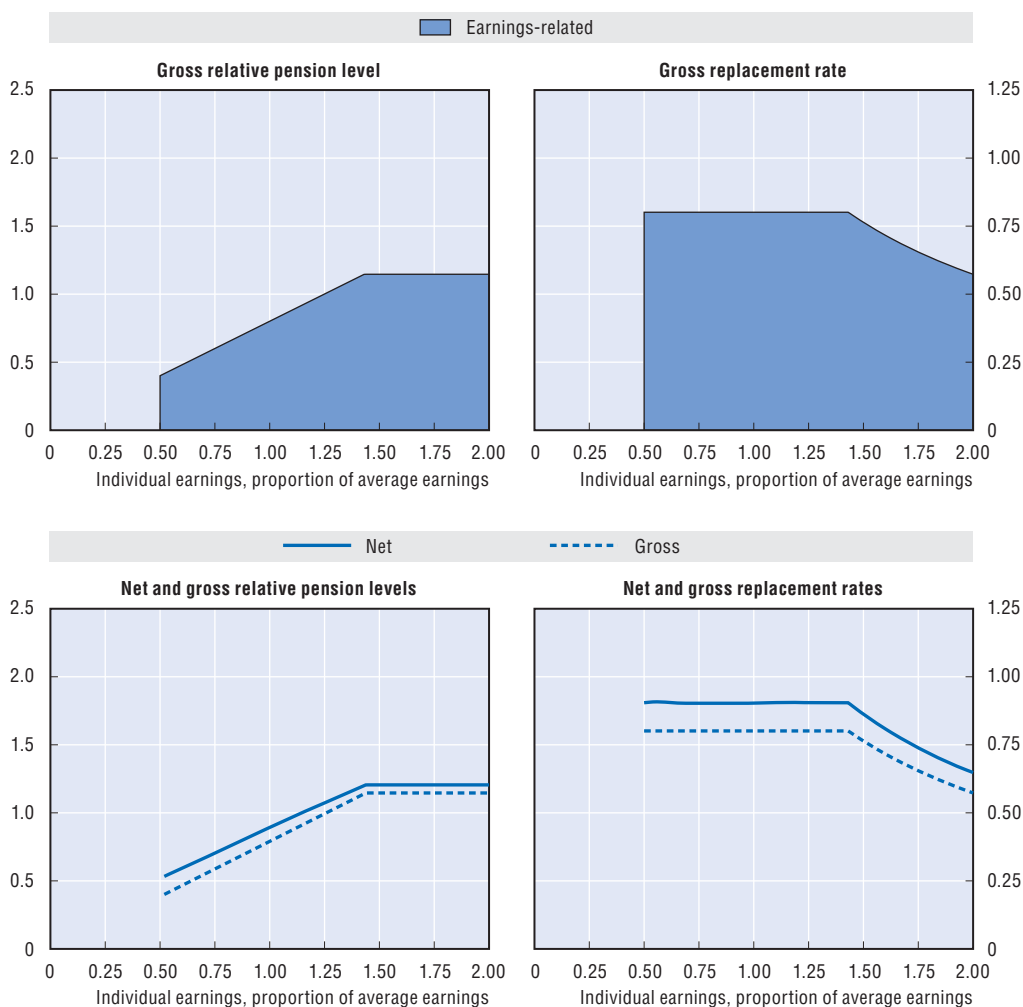 Earnings-related
Gross relative pension level
Gross replacement rate
2.5
2.0
1.5
1.0
0.5
0
1.25
1.00
0.75
0.50
0.25
0
0 0.25 0.50 0.75 1.00 1.25 1.50 1.75 2.00
0 0.25 0.50 0.75 1.00 1.25 1.50 1.75 2.00
Individual earnings, proportion of average earnings
Individual earnings, proportion of average earnings
Net
Gross
Net and gross relative pension levels
Net and gross replacement rates
2.5
2.0
1.5
1.0
0.5
0
1.25
1.00
0.75
0.50
0.25
0
0 0.25 0.50 0.75 1.00 1.25 1.50 1.75 2.00
0 0.25 0.50 0.75 1.00 1.25 1.50 1.75 2.00
Individual earnings, proportion of average earnings
Individual earnings, proportion of average earnings